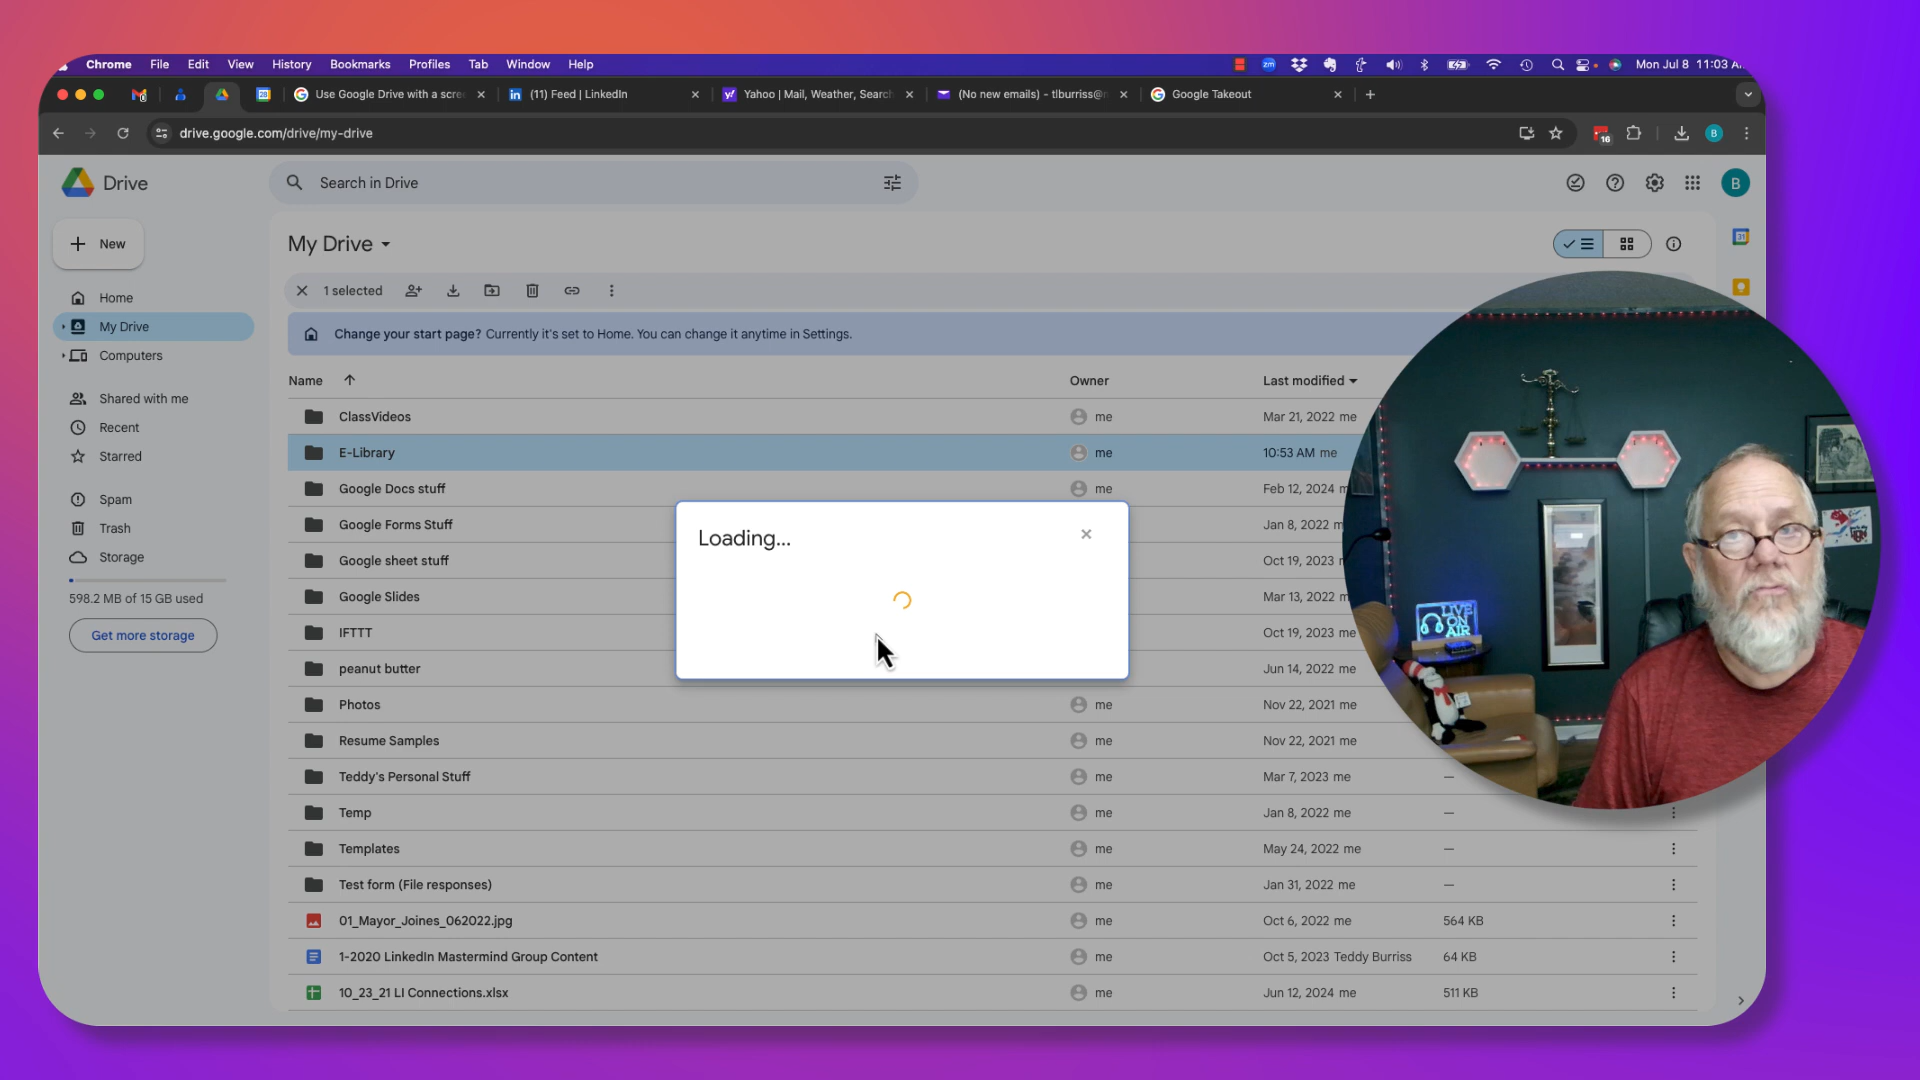 Chrome File Edit View History Bookmarks Profiles Tab Window Help
zm Mon Jul 8 11:03 A
Use Google Drive with a scre
in (11) Feed | LinkedIn
y! Yahoo | Mail, Weather, Search
(No new emails) - tlburriss@
Google Takeout
drive.google.com/drive/my-drive
16
B
Drive
Search in Drive
B
New
My Drive
31
1 selected
Home
My Drive
Computers
Change your start page? Currently it's set to Home. You can change it anytime in Settings.
Shared with me
Recent
Starred
Spam
Trash
Storage
598.2 MB of 15 GB used
Get more storage
Name Owner Last modified
ClassVideos me Mar 21, 2022 me
E-Library me 10:53 AM me
Google Docs stuff me Feb 12, 2024 m
Google Forms Stuff Jan 8, 2022 m
Google sheet stuff Oct 19, 2023
Google Slides Mar 13, 2022 m
IFTTT Oct 19, 2023 me
peanut butter Jun 14, 2022 me
Photos me Nov 22, 2021 me
Resume Samples me Nov 22, 2021 me
Teddy's Personal Stuff me Mar 7, 2023 me —
Temp me Jan 8, 2022 me —
Templates me May 24, 2022 me —
Test form (File responses) me Jan 31, 2022 me —
01_Mayor_Joines_062022.jpg me Oct 6, 2022 me 564 KB
1-2020 LinkedIn Mastermind Group Content me Oct 5, 2023 Teddy Burriss 64 KB
10_23_21 LI Connections.xlsx me Jun 12, 2024 me 511 KB
Loading...
LIVE
ON
AIR